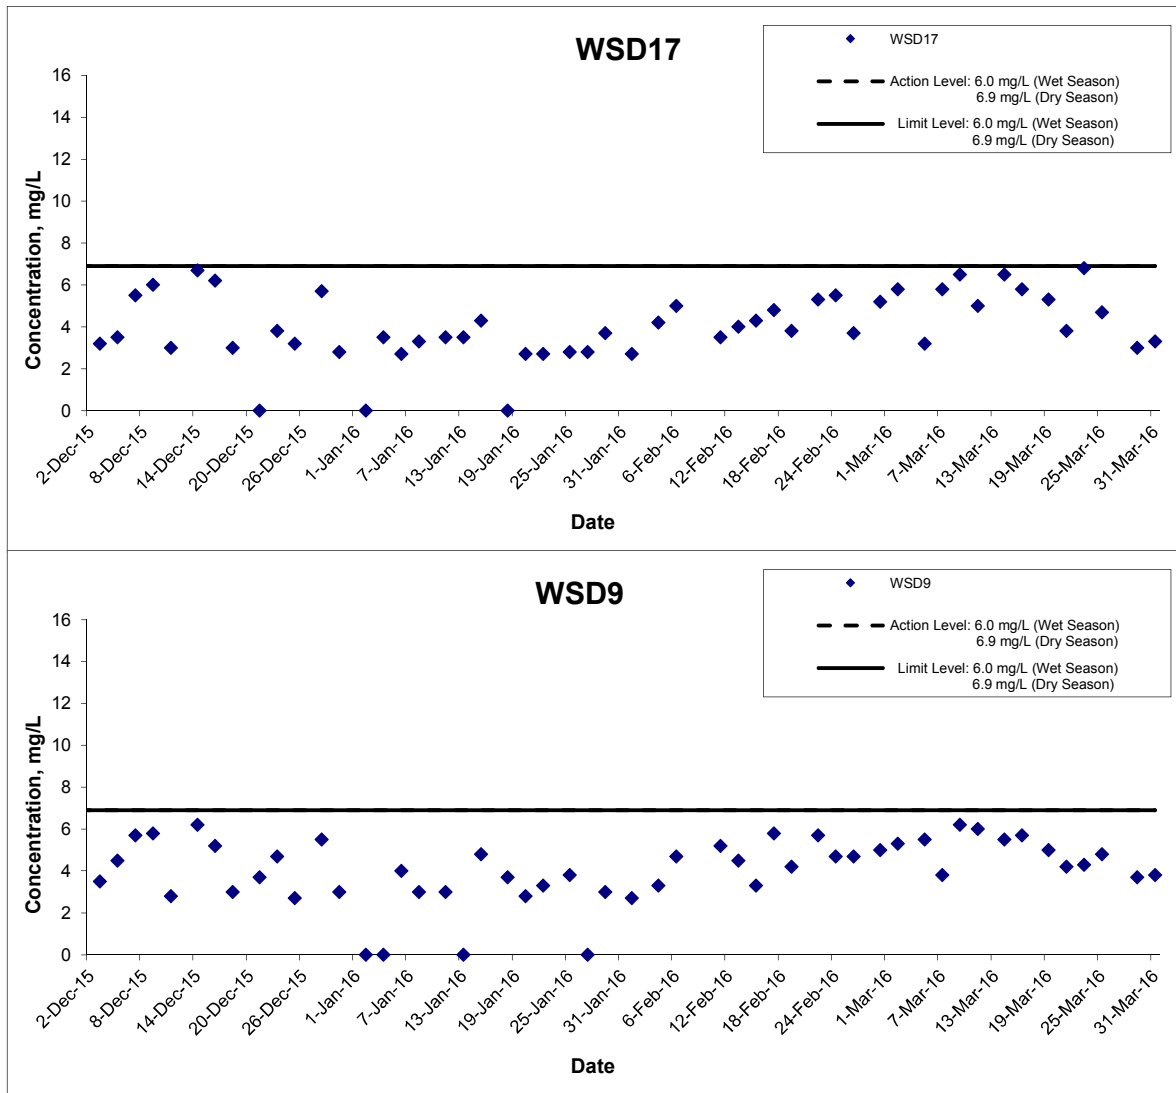 WSD17
WSD17
Action Level: 6.0 mg/L (Wet Season)
6.9 mg/L (Dry Season)
Limit Level: 6.0 mg/L (Wet Season)
6.9 mg/L (Dry Season)
Concentration, mg/L
16
14
12
10
8
6
4
2
0
2-Dec-15
8-Dec-15
14-Dec-15
20-Dec-15
26-Dec-15
1-Jan-16
7-Jan-16
13-Jan-16
19-Jan-16
25-Jan-16
31-Jan-16
6-Feb-16
12-Feb-16
18-Feb-16
24-Feb-16
1-Mar-16
7-Mar-16
13-Mar-16
19-Mar-16
25-Mar-16
31-Mar-16
Date
WSD9
WSD9
Action Level: 6.0 mg/L (Wet Season)
6.9 mg/L (Dry Season)
Limit Level: 6.0 mg/L (Wet Season)
6.9 mg/L (Dry Season)
Concentration, mg/L
16
14
12
10
8
6
4
2
0
2-Dec-15
8-Dec-15
14-Dec-15
20-Dec-15
26-Dec-15
1-Jan-16
7-Jan-16
13-Jan-16
19-Jan-16
25-Jan-16
31-Jan-16
6-Feb-16
12-Feb-16
18-Feb-16
24-Feb-16
1-Mar-16
7-Mar-16
13-Mar-16
19-Mar-16
25-Mar-16
31-Mar-16
Date